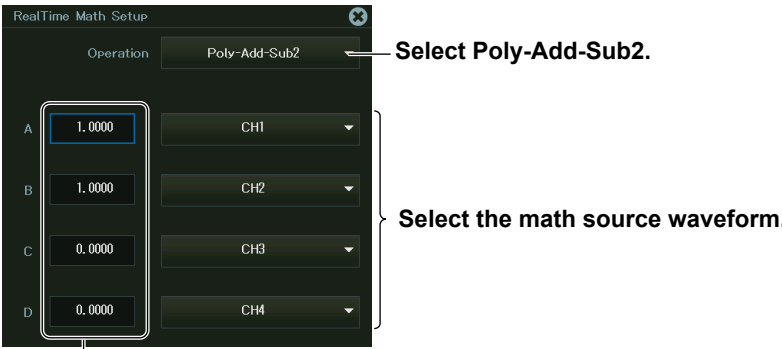 RealTime Math Setup
Operation Poly-Add-Sub2 Select Poly-Add-Sub2.
A 1.0000 CH1
B 1.0000 CH2
Select the math source waveform.
C 0.0000 CH3
D 0.0000 CH4